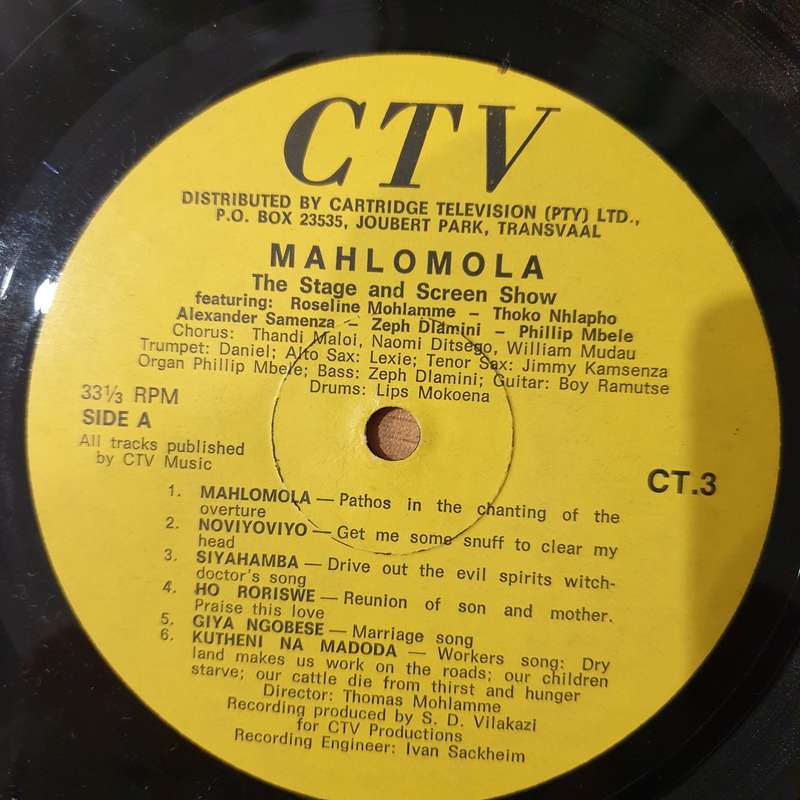 CTV
DISTRIBUTED BY CARTRIDGE TELEVISION (PTY) LTD.,
P.O. BOX 23535, JOUBERT PARK, TRANSVAAL
MAHLOMOLA
The Stage and Screen Show
featuring: Roseline Mohlamme – Thoko Nhlapho
Alexander Samenza – Zeph Dlamini – Phillip Mbele
Chorus: Thandi Maloi, Naomi Ditsego, William Mudau
Trumpet: Daniel; Alto Sax: Lexie; Tenor Sax: Jimmy Kamsenza
Organ Phillip Mbele; Bass: Zeph Dlamini; Guitar: Boy Ramutse
Drums: Lips Mokoena
33⅓ RPM
SIDE A
All tracks published
by CTV Music
CT.3
1. MAHLOMOLA — Pathos in the chanting of the
overture
2. NOVIYOVIYO — Get me some snuff to clear my
head
3. SIYAHAMBA — Drive out the evil spirits witch-
doctor's song
4. HO RORISWE — Reunion of son and mother.
Praise this love
5. GIYA NGOBESE — Marriage song
6. KUTHENI NA MADODA — Workers song: Dry
land makes us work on the roads; our children
starve; our cattle die from thirst and hunger
Director: Thomas Mohlamme
Recording produced by S. D. Vilakazi
for CTV Productions
Recording Engineer: Ivan Sackheim